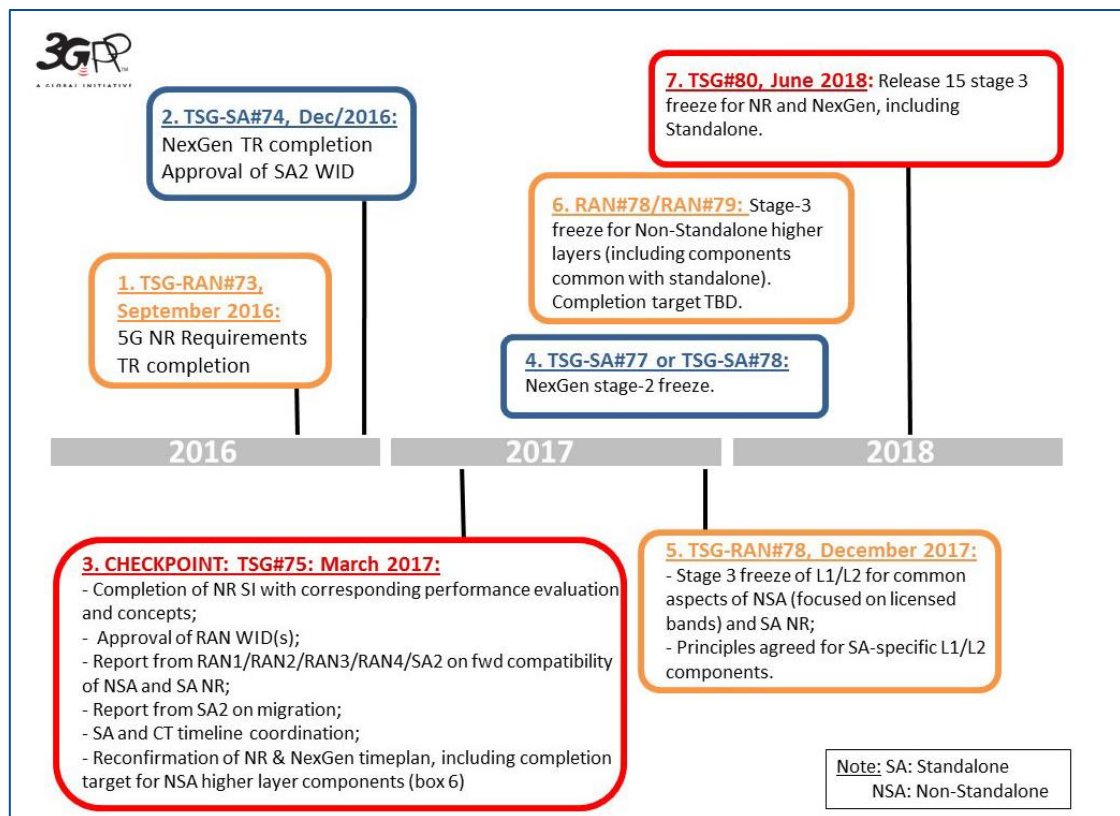 3GPP
TM
A GLOBAL INITIATIVE
2. TSG-SA#74, Dec/2016:
NexGen TR completion
Approval of SA2 WID
7. TSG#80, June 2018: Release 15 stage 3
freeze for NR and NexGen, including
Standalone.
6. RAN#78/RAN#79: Stage-3
freeze for Non-Standalone higher
layers (including components
common with standalone).
Completion target TBD.
1. TSG-RAN#73,
September 2016:
5G NR Requirements
TR completion
4. TSG-SA#77 or TSG-SA#78:
NexGen stage-2 freeze.
2016
2017
2018
3. CHECKPOINT: TSG#75: March 2017:
- Completion of NR SI with corresponding performance evaluation
and concepts;
- Approval of RAN WID(s);
- Report from RAN1/RAN2/RAN3/RAN4/SA2 on fwd compatibility
of NSA and SA NR;
- Report from SA2 on migration;
- SA and CT timeline coordination;
- Reconfirmation of NR & NexGen timeplan, including completion
target for NSA higher layer components (box 6)
5. TSG-RAN#78, December 2017:
- Stage 3 freeze of L1/L2 for common
aspects of NSA (focused on licensed
bands) and SA NR;
- Principles agreed for SA-specific L1/L2
components.
Note: SA: Standalone
NSA: Non-Standalone